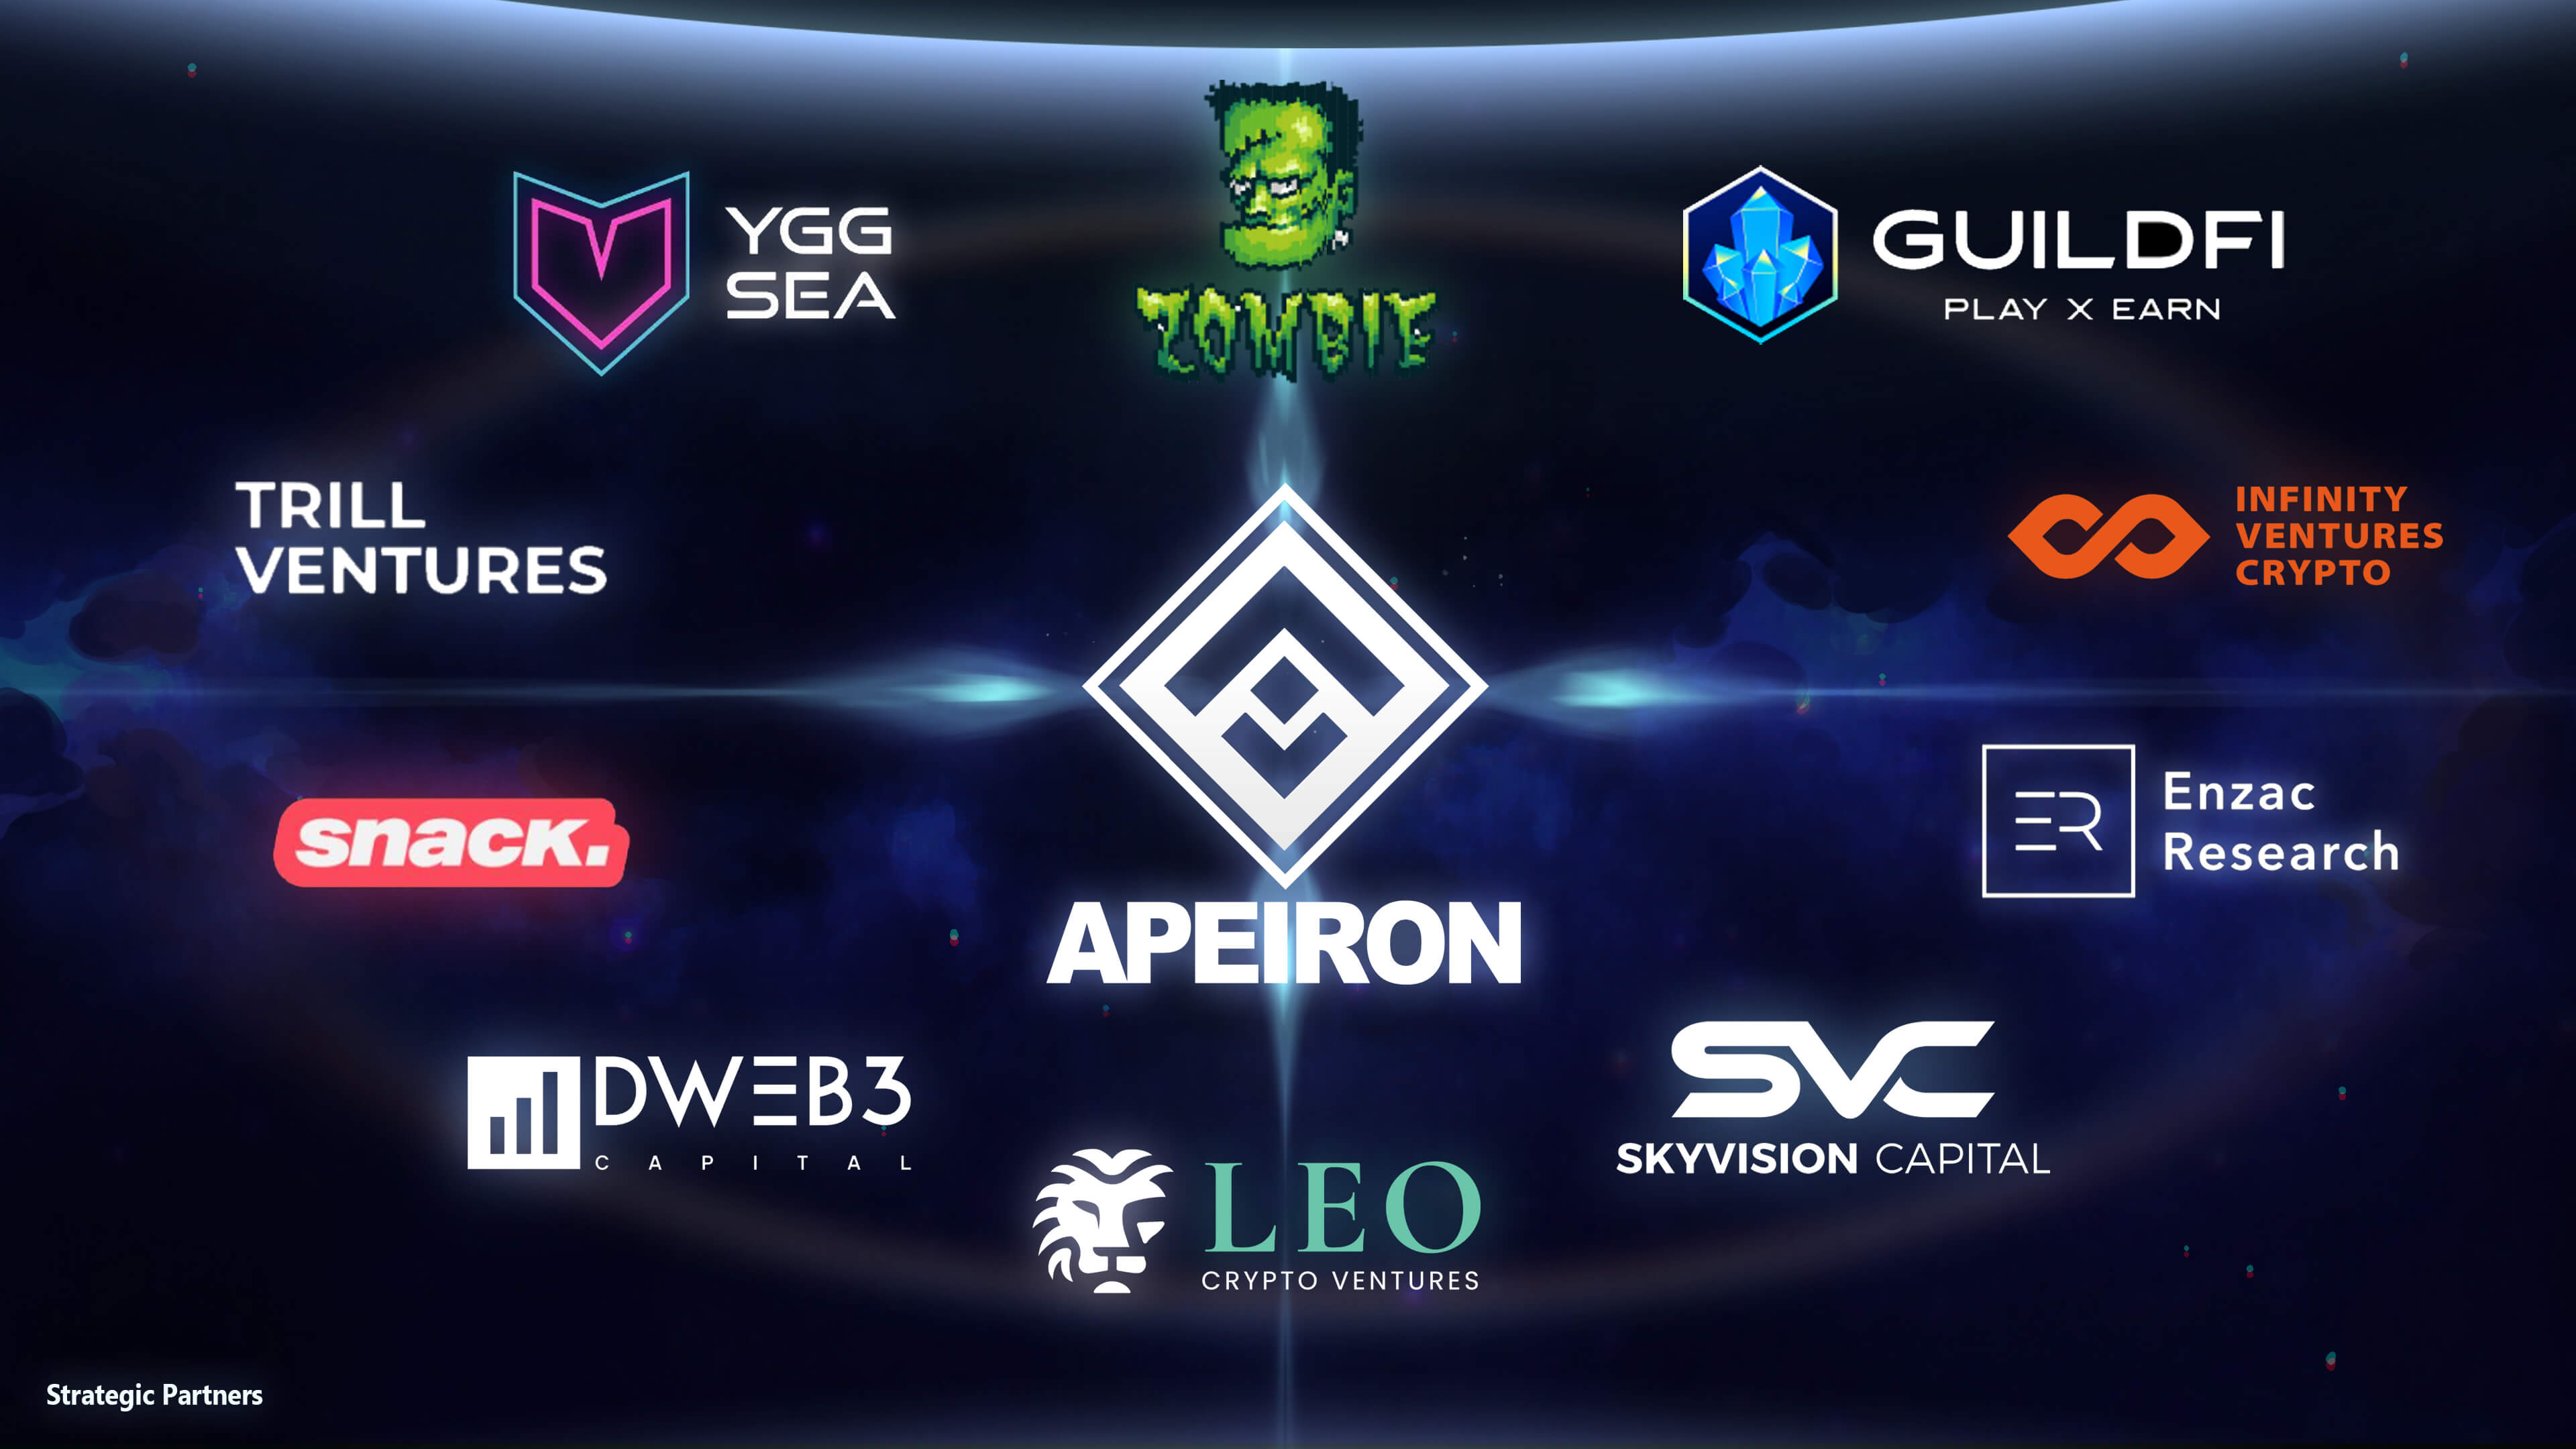 YGG
SEA
ZOMBIE
GUILDFI
PLAY X EARN
TRILL
VENTURES
INFINITY
VENTURES
CRYPTO
snack.
APEIRON
ER
Enzac
Research
DWEB3
CAPITAL
LEO
CRYPTO VENTURES
SVC
SKYVISION CAPITAL
Strategic Partners